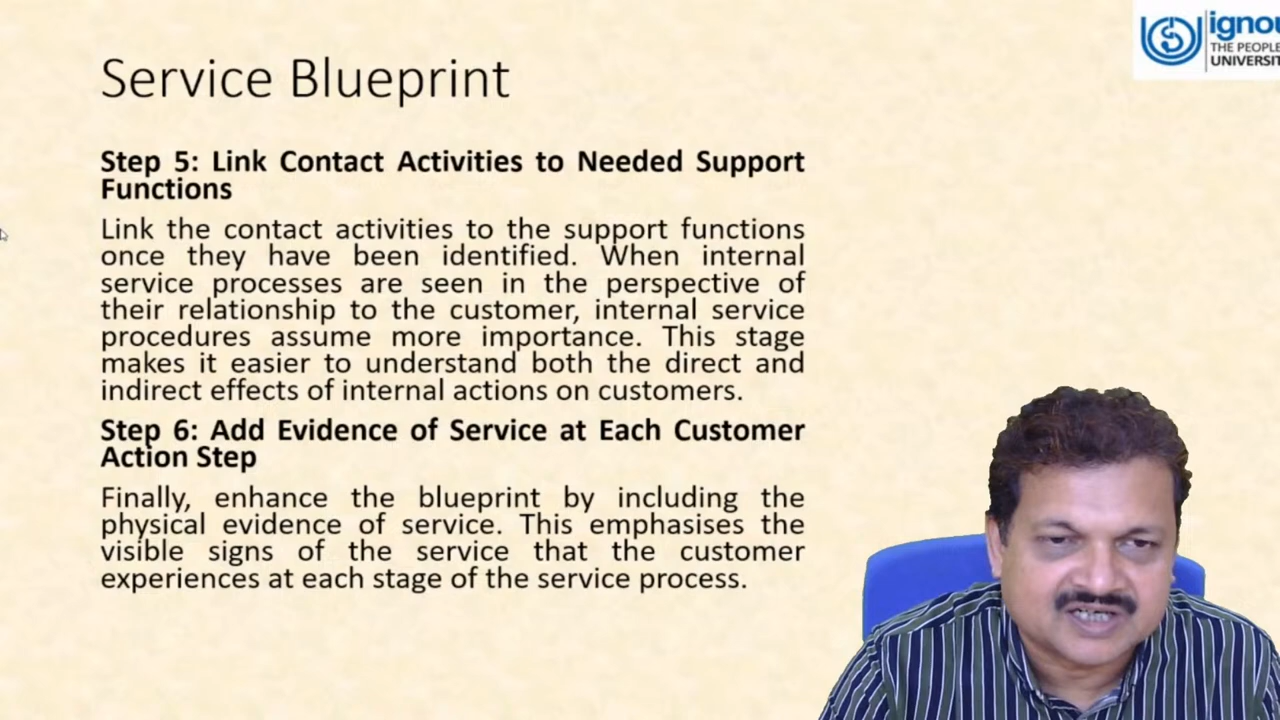 Service Blueprint
ignou
THE PEOPLE
UNIVERSIT
Step 5: Link Contact Activities to Needed Support
Functions
Link the contact activities to the support functions
once they have been identified. When internal
service processes are seen in the perspective of
their relationship to the customer, internal service
procedures assume more importance. This stage
makes it easier to understand both the direct and
indirect effects of internal actions on customers.
Step 6: Add Evidence of Service at Each Customer
Action Step
Finally, enhance the blueprint by including the
physical evidence of service. This emphasises the
visible signs of the service that the customer
experiences at each stage of the service process.